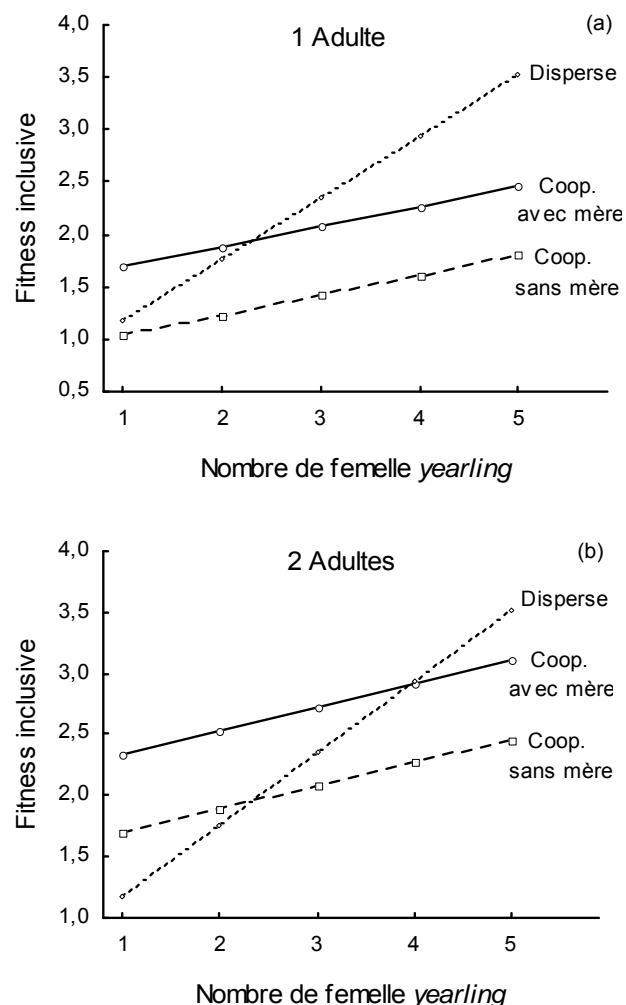 (a)
1 Adulte
4,0
3,5
3,0
2,5
2,0
1,5
1,0
0,5
Fitness inclusive
Disperse
Coop.
avec mère
Coop.
sans mère
1 2 3 4 5
Nombre de femelle yearling
(b)
2 Adultes
4,0
3,5
3,0
2,5
2,0
1,5
1,0
Fitness inclusive
Disperse
Coop.
avec mère
Coop.
sans mère
1 2 3 4 5
Nombre de femelle yearling